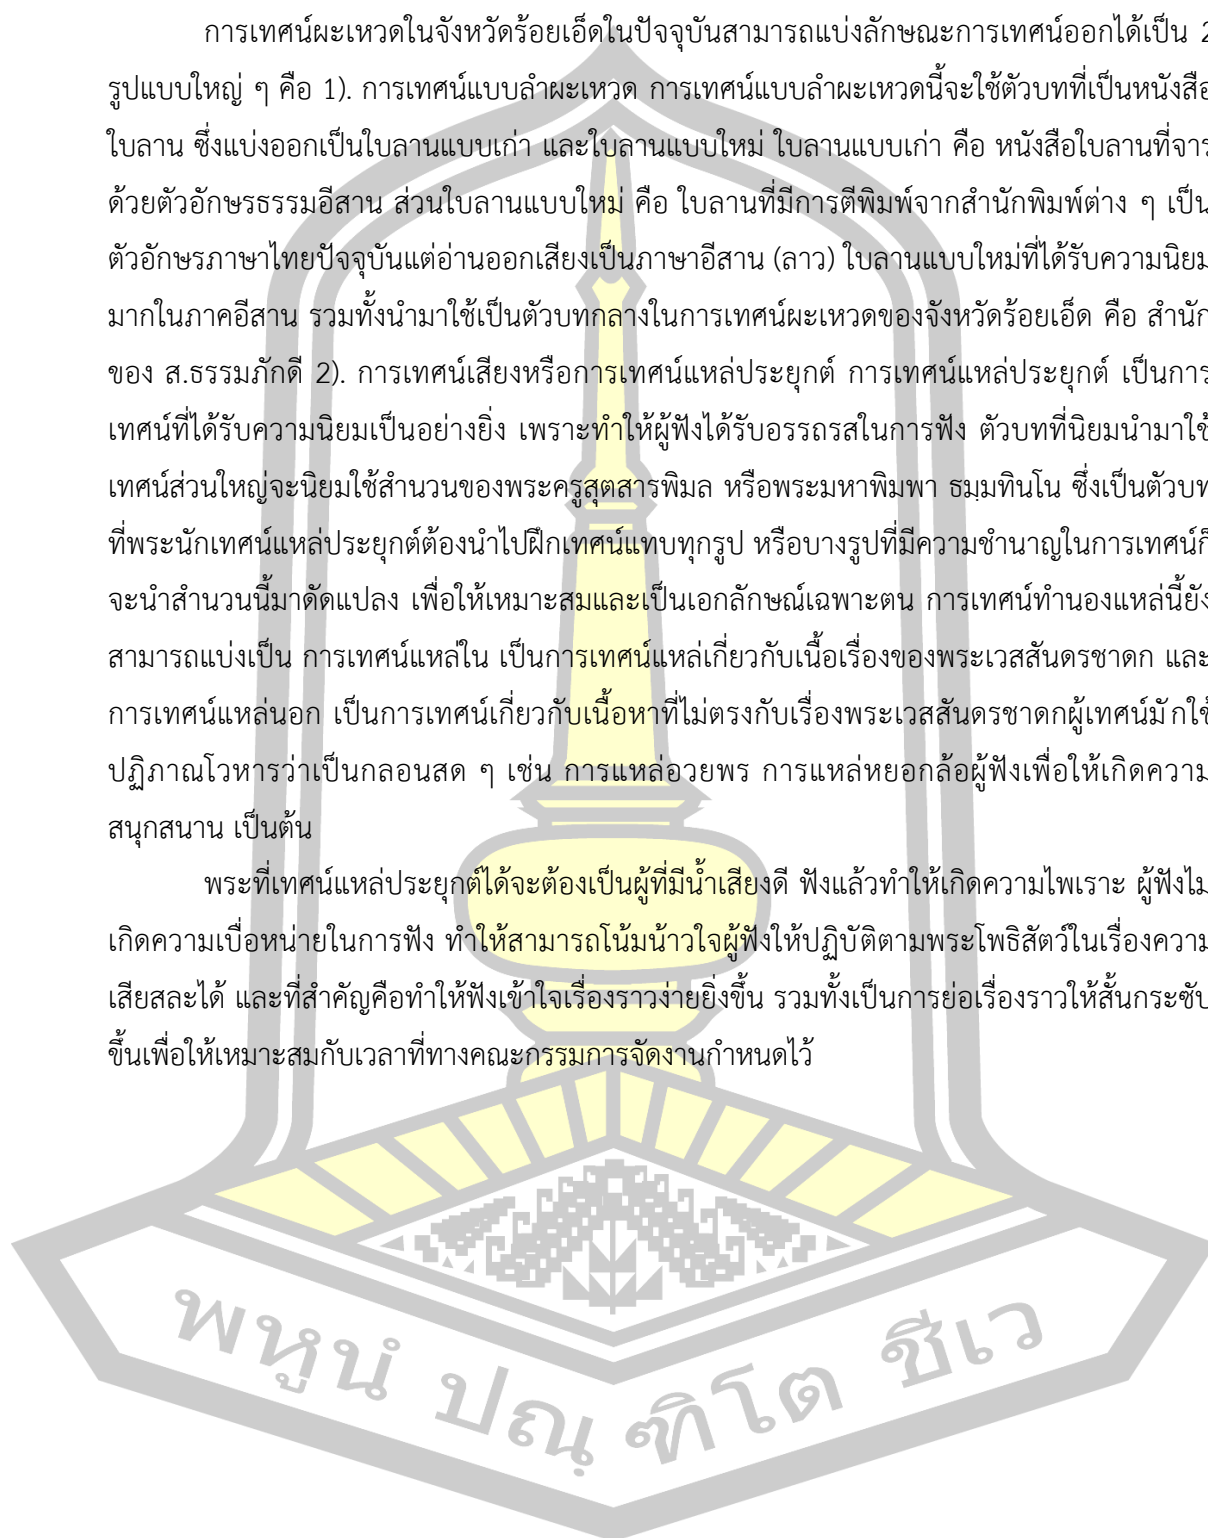 การเทศน์ผะเหวดในจังหวัดร้อยเอ็ดในปัจจุบันสามารถแบ่งลักษณะการเทศน์ออกได้เป็น 2
รูปแบบใหญ่ ๆ คือ 1). การเทศน์แบบลำผะเหวด การเทศน์แบบลำผะเหวดนี้จะใช้ตัวบทที่เป็นหนังสือ
ใบลาน ซึ่งแบ่งออกเป็นใบลานแบบเก่า และใบลานแบบใหม่ ใบลานแบบเก่า คือ หนังสือใบลานที่จาร
ด้วยตัวอักษรธรรมอีสาน ส่วนใบลานแบบใหม่ คือ ใบลานที่มีการตีพิมพ์จากสำนักพิมพ์ต่าง ๆ เป็น
ตัวอักษรภาษาไทยปัจจุบันแต่อ่านออกเสียงเป็นภาษาอีสาน (ลาว) ใบลานแบบใหม่ที่ได้รับความนิยม
มากในภาคอีสาน รวมทั้งนำมาใช้เป็นตัวบทกลางในการเทศน์ผะเหวดของจังหวัดร้อยเอ็ด คือ สำนัก
ของ ส.ธรรมภักดี 2). การเทศน์เสียงหรือการเทศน์แหล่ประยุกต์ การเทศน์แหล่ประยุกต์ เป็นการ
เทศน์ที่ได้รับความนิยมเป็นอย่างยิ่ง เพราะทำให้ผู้ฟังได้รับอรรถรสในการฟัง ตัวบทที่นิยมนำมาใช้
เทศน์ส่วนใหญ่จะนิยมใช้สำนวนของพระครูสุตสารพิมล หรือพระมหาพิมพา ธมฺมทินโน ซึ่งเป็นตัวบท
ที่พระนักเทศน์แหล่ประยุกต์ต้องนำไปฝึกเทศน์แทบทุกรูป หรือบางรูปที่มีความชำนาญในการเทศน์ก็
จะนำสำนวนนี้มาดัดแปลง เพื่อให้เหมาะสมและเป็นเอกลักษณ์เฉพาะตน การเทศน์ทำนองแหล่นี้ยัง
สามารถแบ่งเป็น การเทศน์แหล่ใน เป็นการเทศน์แหล่เกี่ยวกับเนื้อเรื่องของพระเวสสันดรชาดก และ
การเทศน์แหล่นอก เป็นการเทศน์เกี่ยวกับเนื้อหาที่ไม่ตรงกับเรื่องพระเวสสันดรชาดกผู้เทศน์มักใช้
ปฏิภาณโวหารว่าเป็นกลอนสด ๆ เช่น การแหล่อวยพร การแหล่หยอกล้อผู้ฟังเพื่อให้เกิดความ
สนุกสนาน เป็นต้น
พระที่เทศน์แหล่ประยุกต์ได้จะต้องเป็นผู้ที่มีน้ำเสียงดี ฟังแล้วทำให้เกิดความไพเราะ ผู้ฟังไม่
เกิดความเบื่อหน่ายในการฟัง ทำให้สามารถโน้มน้าวใจผู้ฟังให้ปฏิบัติตามพระโพธิสัตว์ในเรื่องความ
เสียสละได้ และที่สำคัญคือทำให้ฟังเข้าใจเรื่องราวง่ายยิ่งขึ้น รวมทั้งเป็นการย่อเรื่องราวให้สั้นกระชับ
ขึ้นเพื่อให้เหมาะสมกับเวลาที่ทางคณะกรรมการจัดงานกำหนดไว้
พหูนํ ปณฺฑิโต ชีเว